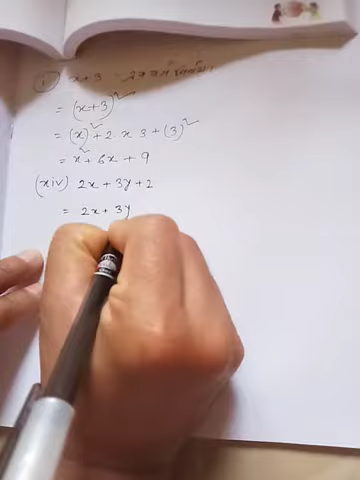 (i) x+3
= (x+3)²
= (x)² + 2. x 3 + (3)²
= x² + 6x + 9
(xiv) 2x + 3y + 2
= 2x + 3y